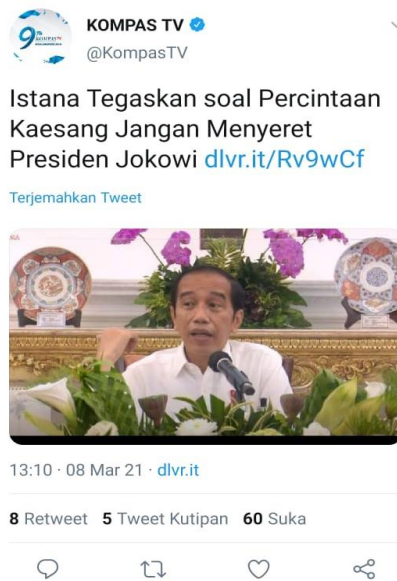 KOMPAS TV
@KompasTV
Istana Tegaskan soal Percintaan
Kaesang Jangan Menyeret
Presiden Jokowi dlvr.it/Rv9wCf
Terjemahkan Tweet
13:10 · 08 Mar 21 · dlvr.it
8 Retweet 5 Tweet Kutipan 60 Suka